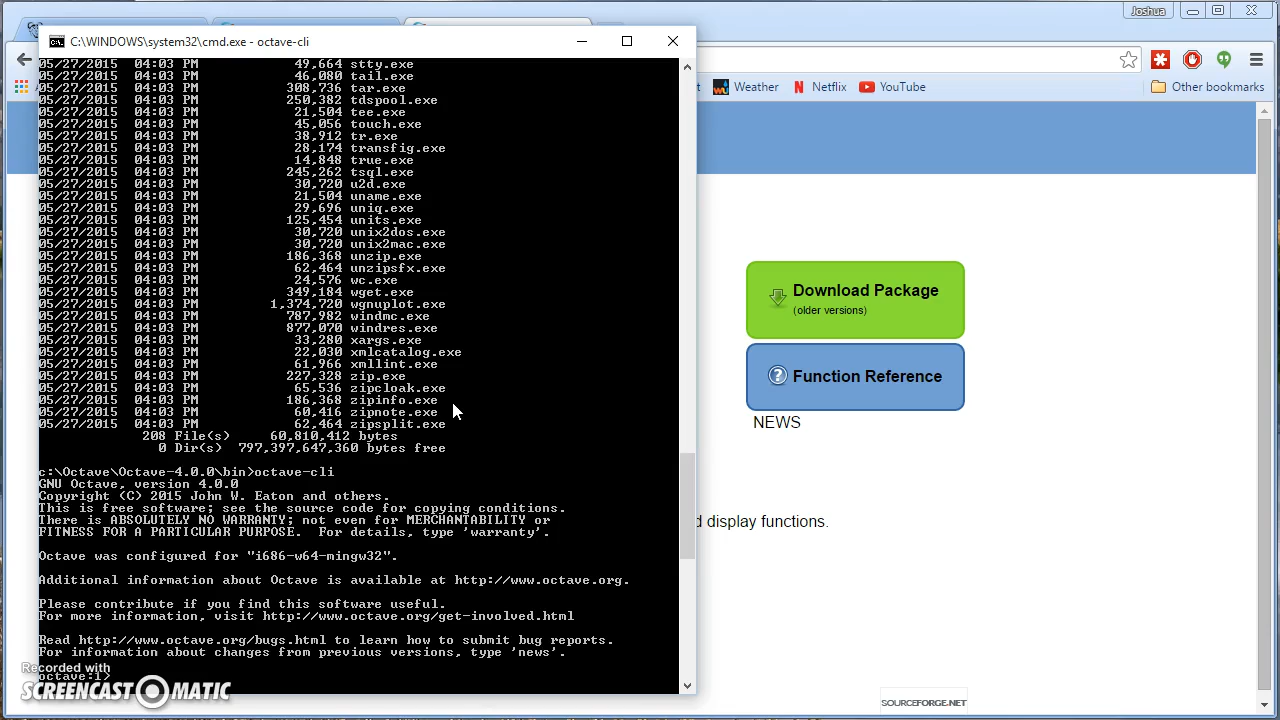 Joshua
C:\WINDOWS\system32\cmd.exe - octave-cli
Weather
Netflix
YouTube
Other bookmarks
05/27/2015 04:03 PM 49,664 stty.exe
05/27/2015 04:03 PM 46,080 tail.exe
05/27/2015 04:03 PM 308,736 tar.exe
05/27/2015 04:03 PM 250,382 tdspool.exe
05/27/2015 04:03 PM 21,504 tee.exe
05/27/2015 04:03 PM 45,056 touch.exe
05/27/2015 04:03 PM 38,912 tr.exe
05/27/2015 04:03 PM 28,174 transfig.exe
05/27/2015 04:03 PM 14,848 true.exe
05/27/2015 04:03 PM 245,262 tsql.exe
05/27/2015 04:03 PM 30,720 u2d.exe
05/27/2015 04:03 PM 21,504 uname.exe
05/27/2015 04:03 PM 29,696 uniq.exe
05/27/2015 04:03 PM 125,454 units.exe
05/27/2015 04:03 PM 30,720 unix2dos.exe
05/27/2015 04:03 PM 30,720 unix2mac.exe
05/27/2015 04:03 PM 186,368 unzip.exe
05/27/2015 04:03 PM 62,464 unzipsfx.exe
05/27/2015 04:03 PM 24,576 wc.exe
05/27/2015 04:03 PM 349,184 wget.exe
05/27/2015 04:03 PM 1,374,720 wgnuplot.exe
05/27/2015 04:03 PM 787,982 windmc.exe
05/27/2015 04:03 PM 877,070 windres.exe
05/27/2015 04:03 PM 33,280 xargs.exe
05/27/2015 04:03 PM 22,030 xmlcatalog.exe
05/27/2015 04:03 PM 61,966 xmllint.exe
05/27/2015 04:03 PM 227,328 zip.exe
05/27/2015 04:03 PM 65,536 zipcloak.exe
05/27/2015 04:03 PM 186,368 zipinfo.exe
05/27/2015 04:03 PM 60,416 zipnote.exe
05/27/2015 04:03 PM 62,464 zipsplit.exe
208 File(s) 60,810,412 bytes
0 Dir(s) 797,397,647,360 bytes free
c:\Octave\Octave-4.0.0\bin>octave-cli
GNU Octave, version 4.0.0
Copyright (C) 2015 John W. Eaton and others.
This is free software; see the source code for copying conditions.
There is ABSOLUTELY NO WARRANTY; not even for MERCHANTABILITY or
FITNESS FOR A PARTICULAR PURPOSE. For details, type 'warranty'.
Octave was configured for "i686-w64-mingw32".
Additional information about Octave is available at http://www.octave.org.
Please contribute if you find this software useful.
For more information, visit http://www.octave.org/get-involved.html
Read http://www.octave.org/bugs.html to learn how to submit bug reports.
For information about changes from previous versions, type 'news'.
octave:1>
Download Package
(older versions)
Function Reference
NEWS
d display functions.
Recorded with
SCREENCAST MATIC
SOURCEFORGE.NET